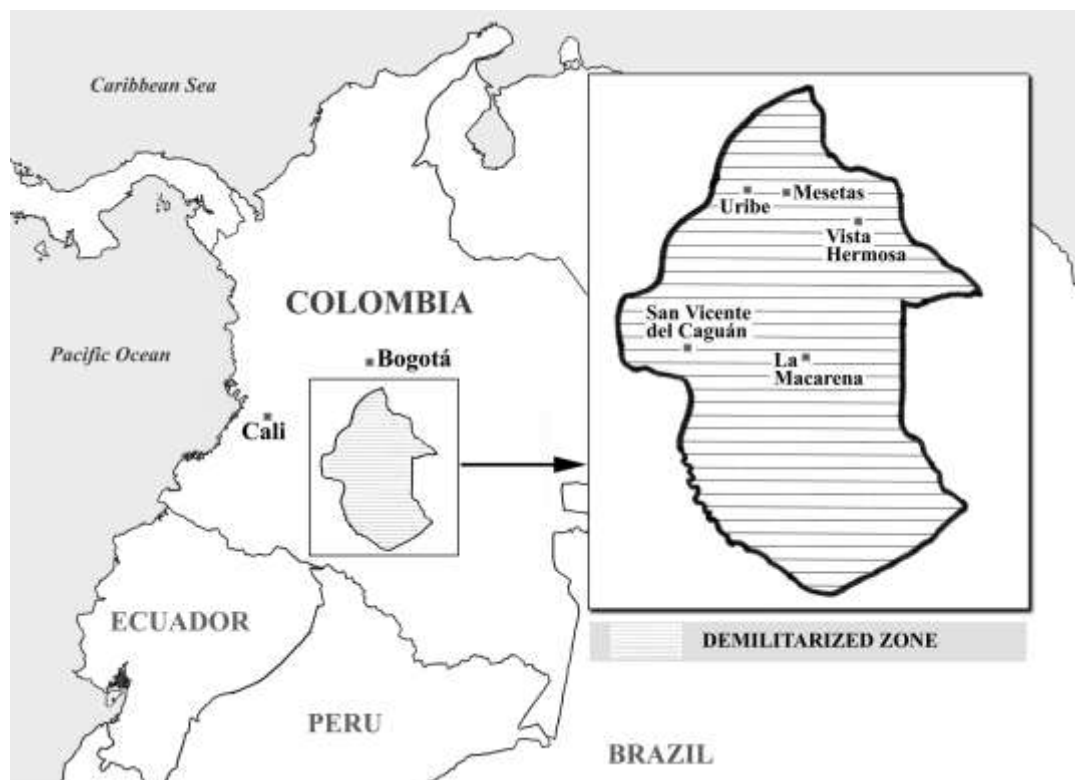 Caribbean Sea
Uribe
Mesetas
Vista
Hermosa
COLOMBIA
San Vicente
del Caguán
Pacific Ocean
Bogotá
La
Macarena
Cali
ECUADOR
DEMILITARIZED ZONE
PERU
BRAZIL